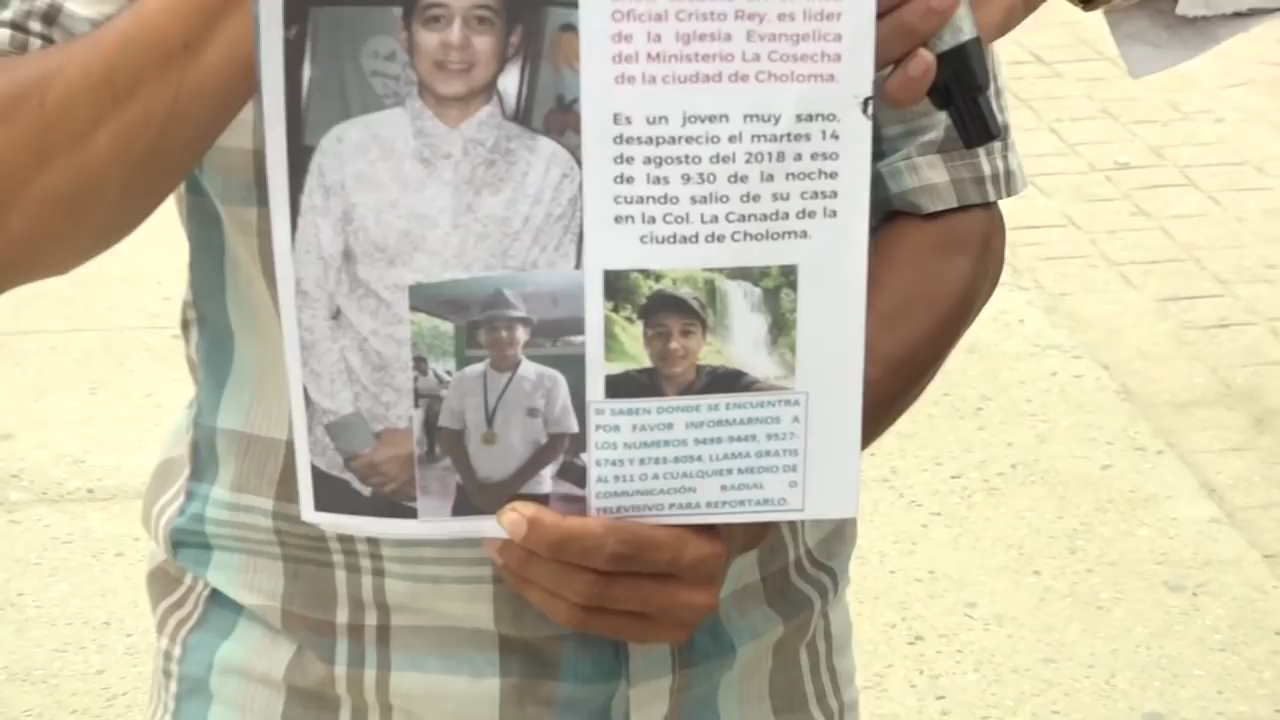 Oficial Cristo Rey, es lider
de la iglesia Evangelica
del Ministerio La Cosecha
de la ciudad de Choloma.
Es un joven muy sano,
desaparecio el martes 14
de agosto del 2018 a eso
de las 9:30 de la noche
cuando salio de su casa
en la Col. La Canada de la
ciudad de Choloma.
SI SABEN DONDE SE ENCUENTRA
POR FAVOR INFORMARNOS A
LOS NUMEROS 9498-9449, 9527-
6745 Y 8783-8054, LLAMA GRATIS
AL 911 O A CUALQUIER MEDIO DE
COMUNICACIÓN RADIAL O
TELEVISIVO PARA REPORTARLO.